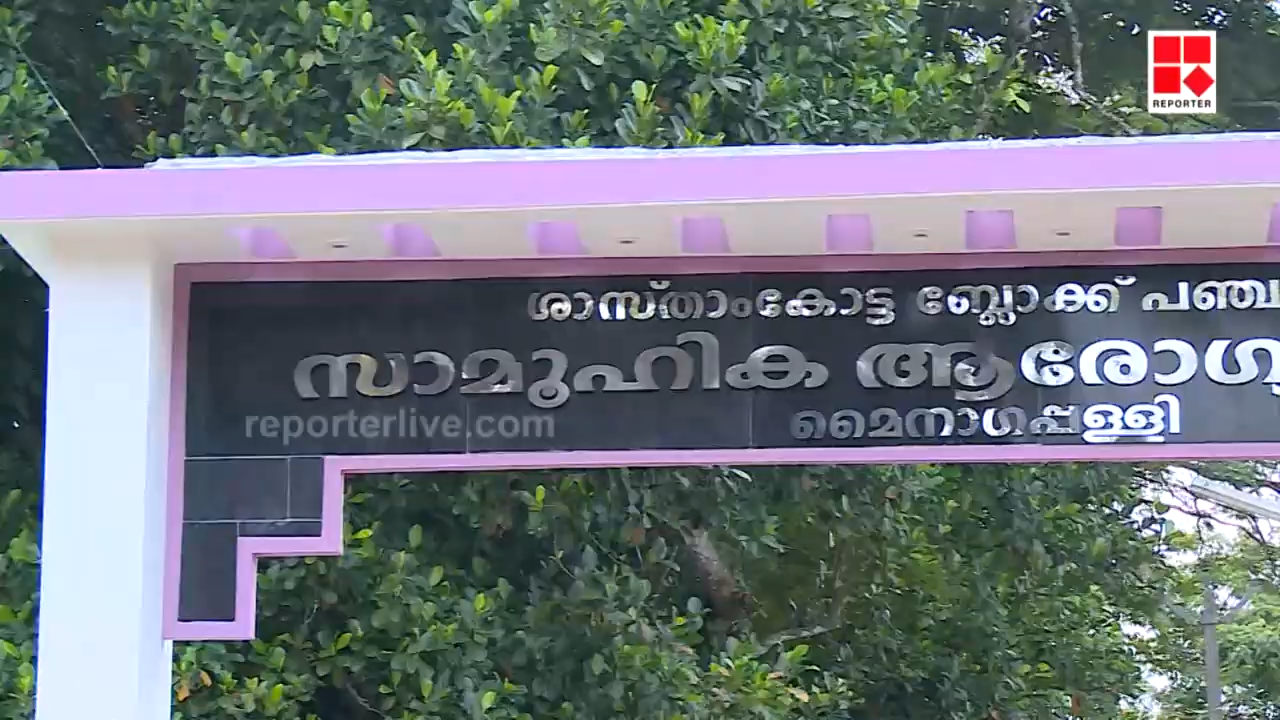 REPORTER
ശാസ്താംകോട്ട ബ്ലോക്ക് പഞ്ച
സാമൂഹിക ആരോഗ്യ
reporterlive.com
മൈനാഗപ്പള്ളി